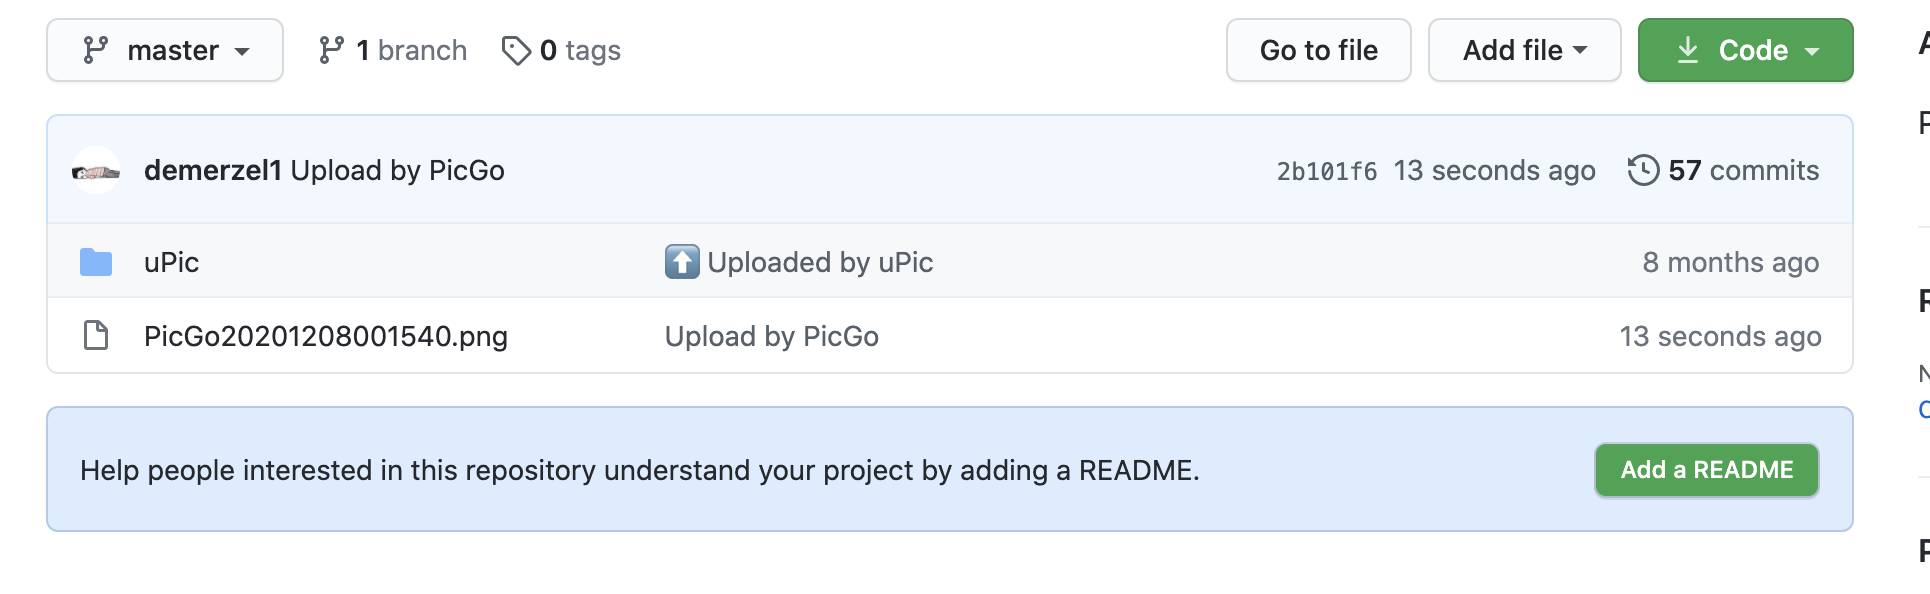 master 1 branch 0 tags Go to file Add file Code
demerzel1 Upload by PicGo 2b101f6 13 seconds ago 57 commits
uPic Uploaded by uPic 8 months ago
PicGo20201208001540.png Upload by PicGo 13 seconds ago
Help people interested in this repository understand your project by adding a README. Add a README